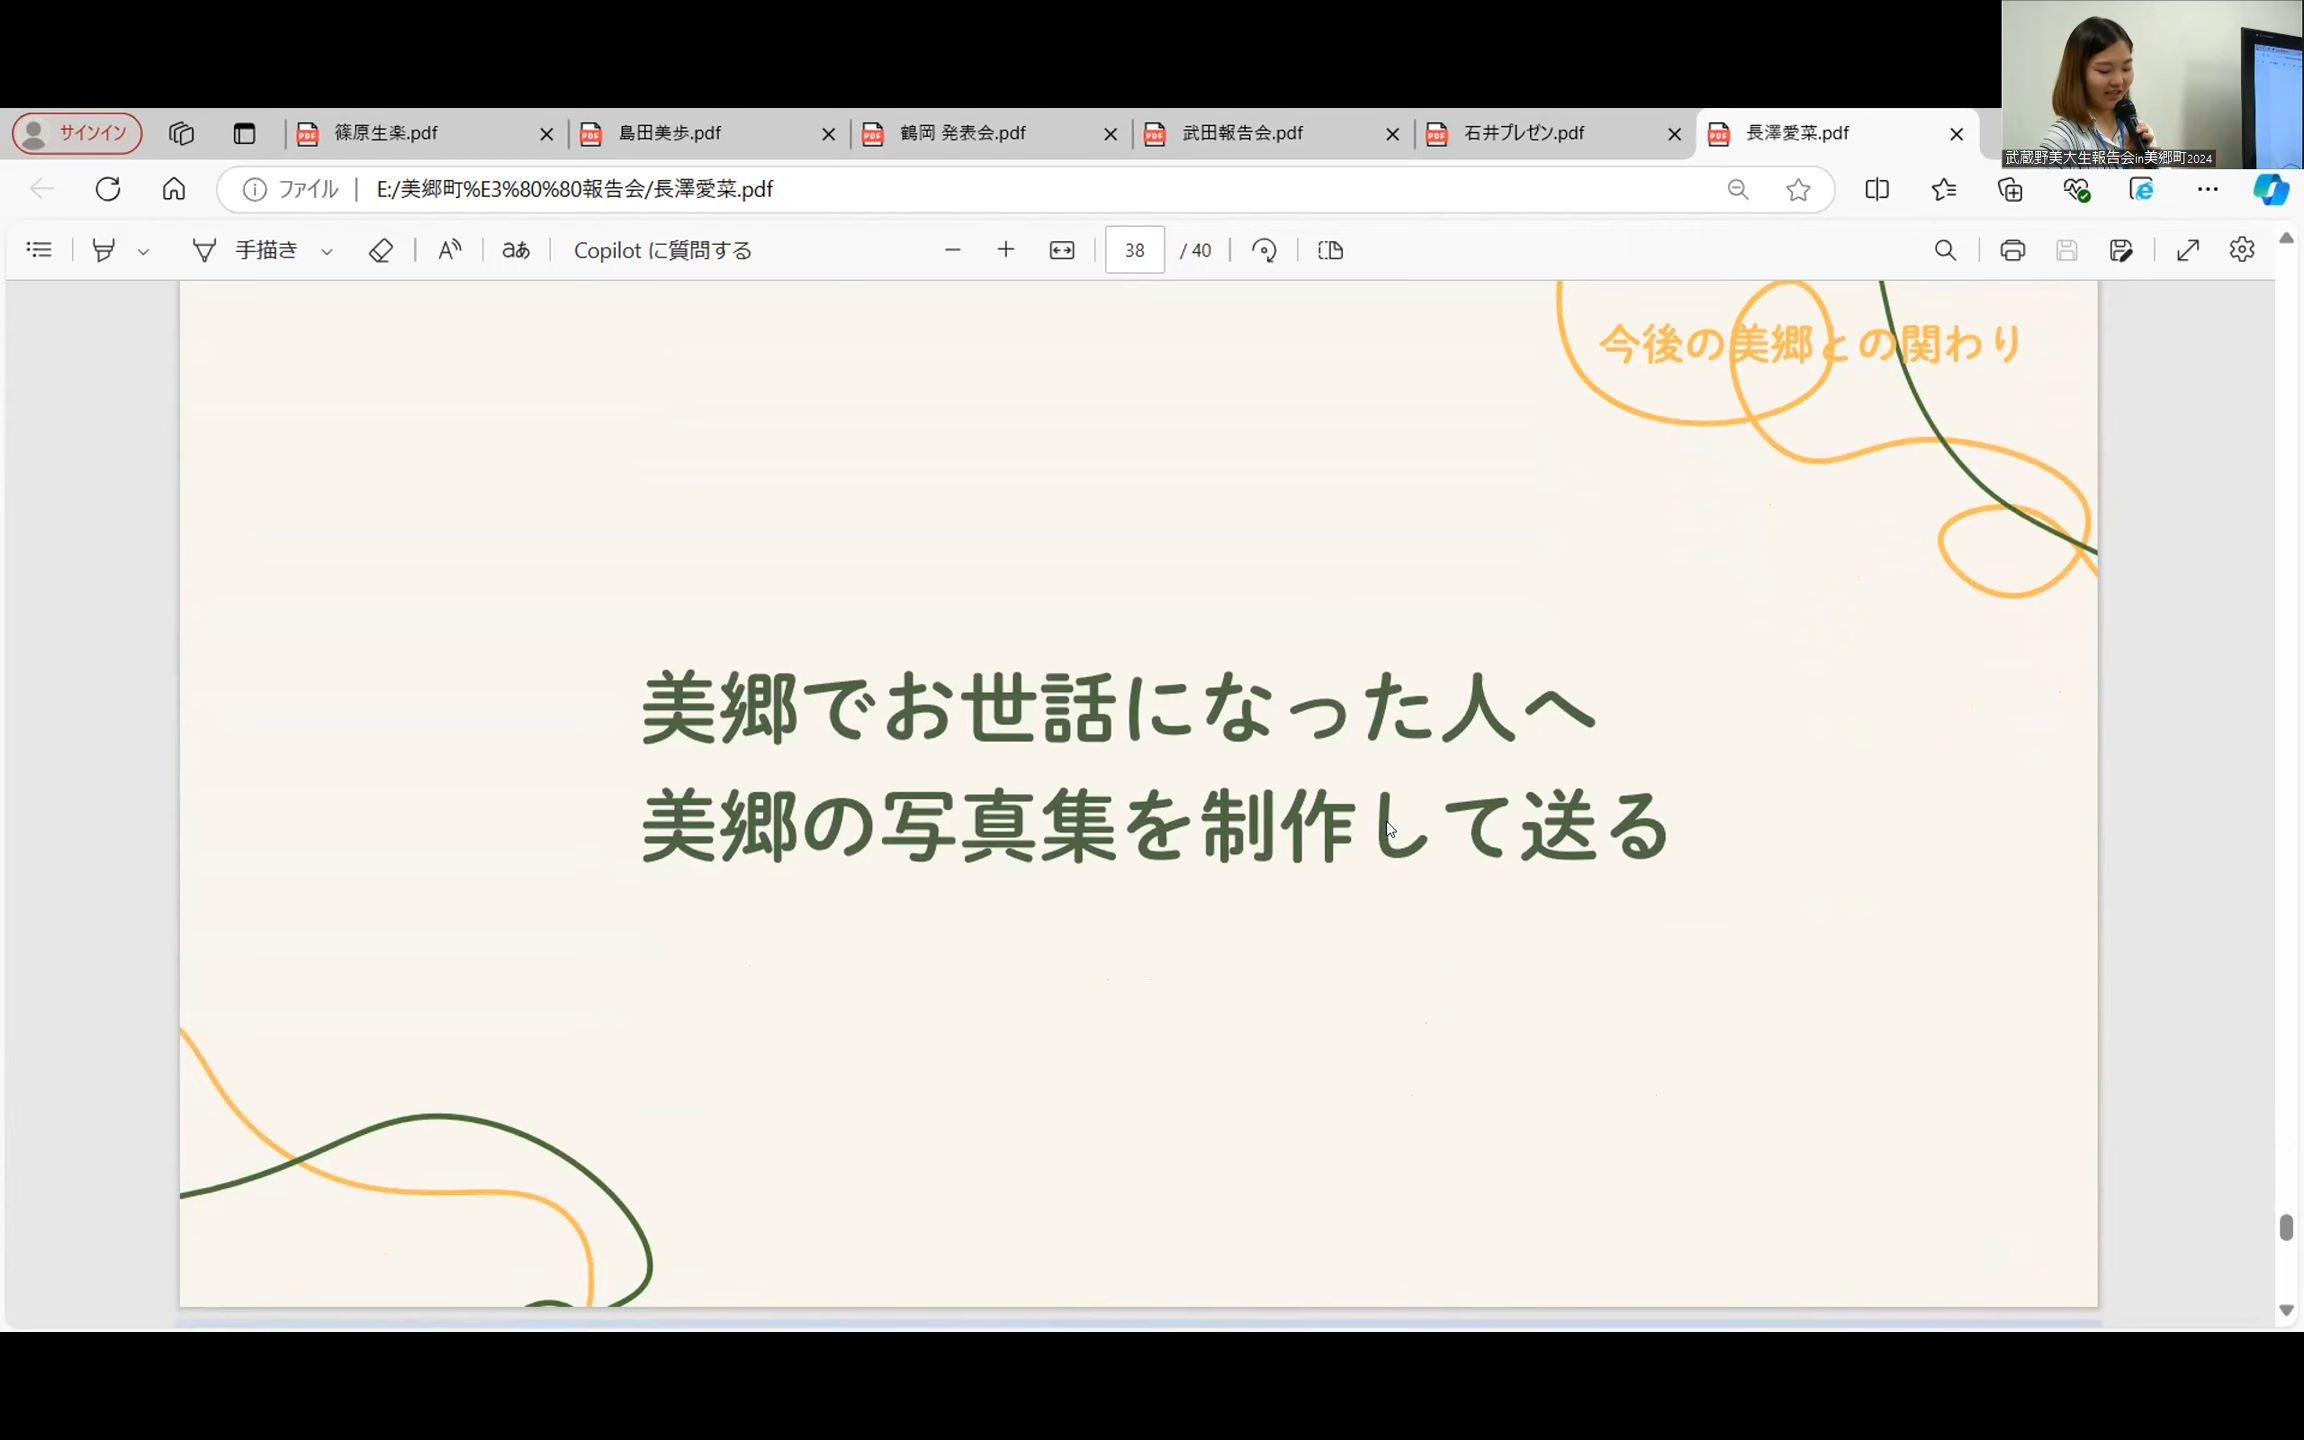 武蔵野美大生報告会in美郷町2024
サインイン
篠原生楽.pdf
島田美歩.pdf
鶴岡 発表会.pdf
武田報告会.pdf
石井プレゼン.pdf
長澤愛菜.pdf
ファイル
E:/美郷町%E3%80%80報告会/長澤愛菜.pdf
手描き
aあ
Copilot に質問する
38
/ 40
今後の美郷との関わり
美郷でお世話になった人へ
美郷の写真集を制作して送る